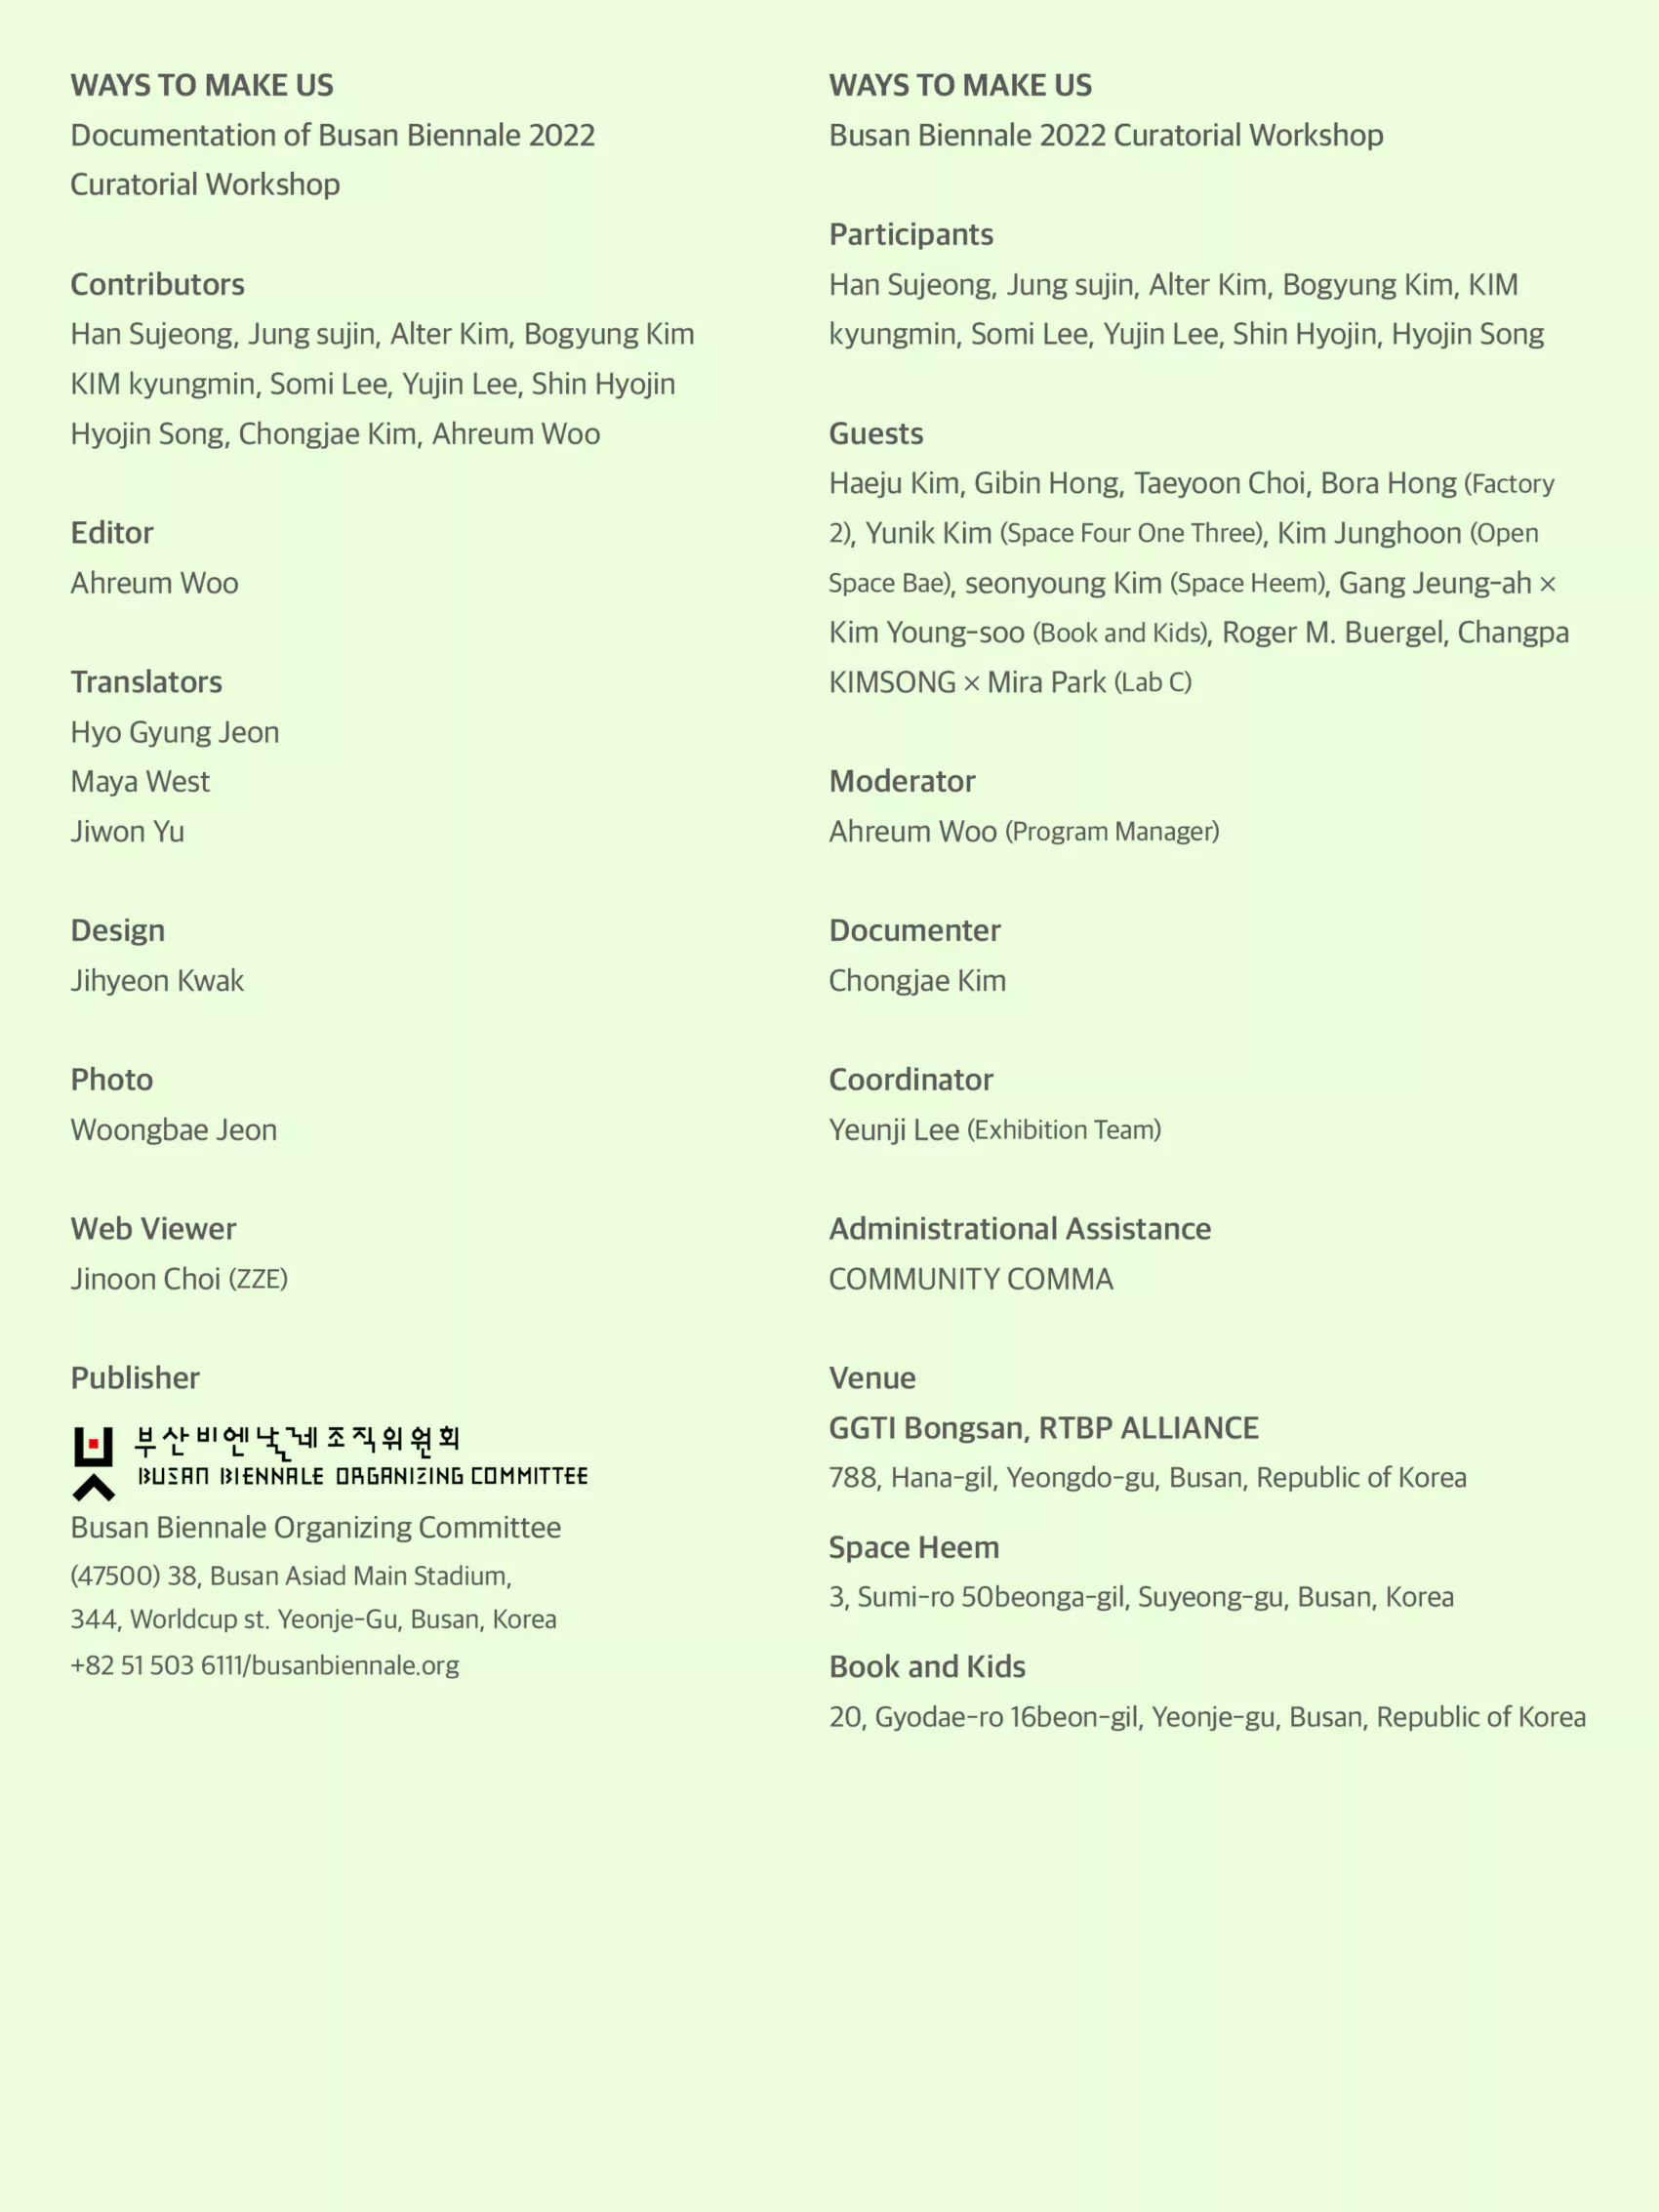 WAYS TO MAKE US
Documentation of Busan Biennale 2022
Curatorial Workshop
Contributors
Han Sujeong, Jung sujin, Alter Kim, Bogyung Kim
KIM kyungmin, Somi Lee, Yujin Lee, Shin Hyojin
Hyojin Song, Chongjae Kim, Ahreum Woo
Editor
Ahreum Woo
Translators
Hyo Gyung Jeon
Maya West
Jiwon Yu
Design
Jihyeon Kwak
Photo
Woongbae Jeon
Web Viewer
Jinoon Choi (ZZE)
Publisher
부산비엔날레조직위원회
BUSAN BIENNALE ORGANIZING COMMITTEE
Busan Biennale Organizing Committee
(47500) 38, Busan Asiad Main Stadium,
344, Worldcup st. Yeonje-Gu, Busan, Korea
+82 51 503 6111/busanbiennale.org
WAYS TO MAKE US
Busan Biennale 2022 Curatorial Workshop
Participants
Han Sujeong, Jung sujin, Alter Kim, Bogyung Kim, KIM
kyungmin, Somi Lee, Yujin Lee, Shin Hyojin, Hyojin Song
Guests
Haeju Kim, Gibin Hong, Taeyoon Choi, Bora Hong (Factory
2), Yunik Kim (Space Four One Three), Kim Junghoon (Open
Space Bae), seonyoung Kim (Space Heem), Gang Jeung-ah ×
Kim Young-soo (Book and Kids), Roger M. Buergel, Changpa
KIMSONG × Mira Park (Lab C)
Moderator
Ahreum Woo (Program Manager)
Documenter
Chongjae Kim
Coordinator
Yeunji Lee (Exhibition Team)
Administrational Assistance
COMMUNITY COMMA
Venue
GGTI Bongsan, RTBP ALLIANCE
788, Hana-gil, Yeongdo-gu, Busan, Republic of Korea
Space Heem
3, Sumi-ro 50beonga-gil, Suyeong-gu, Busan, Korea
Book and Kids
20, Gyodae-ro 16beon-gil, Yeonje-gu, Busan, Republic of Korea